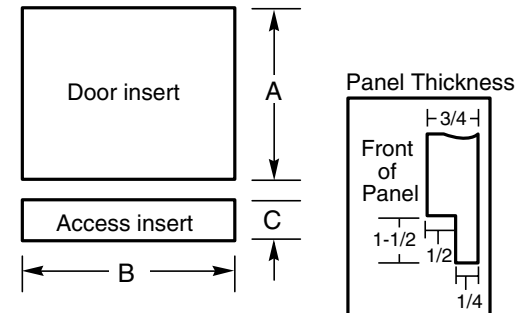 Door insert
A
Access insert
C
B
Panel Thickness
3/4
Front
of
Panel
1-1/2
1/2
1/4